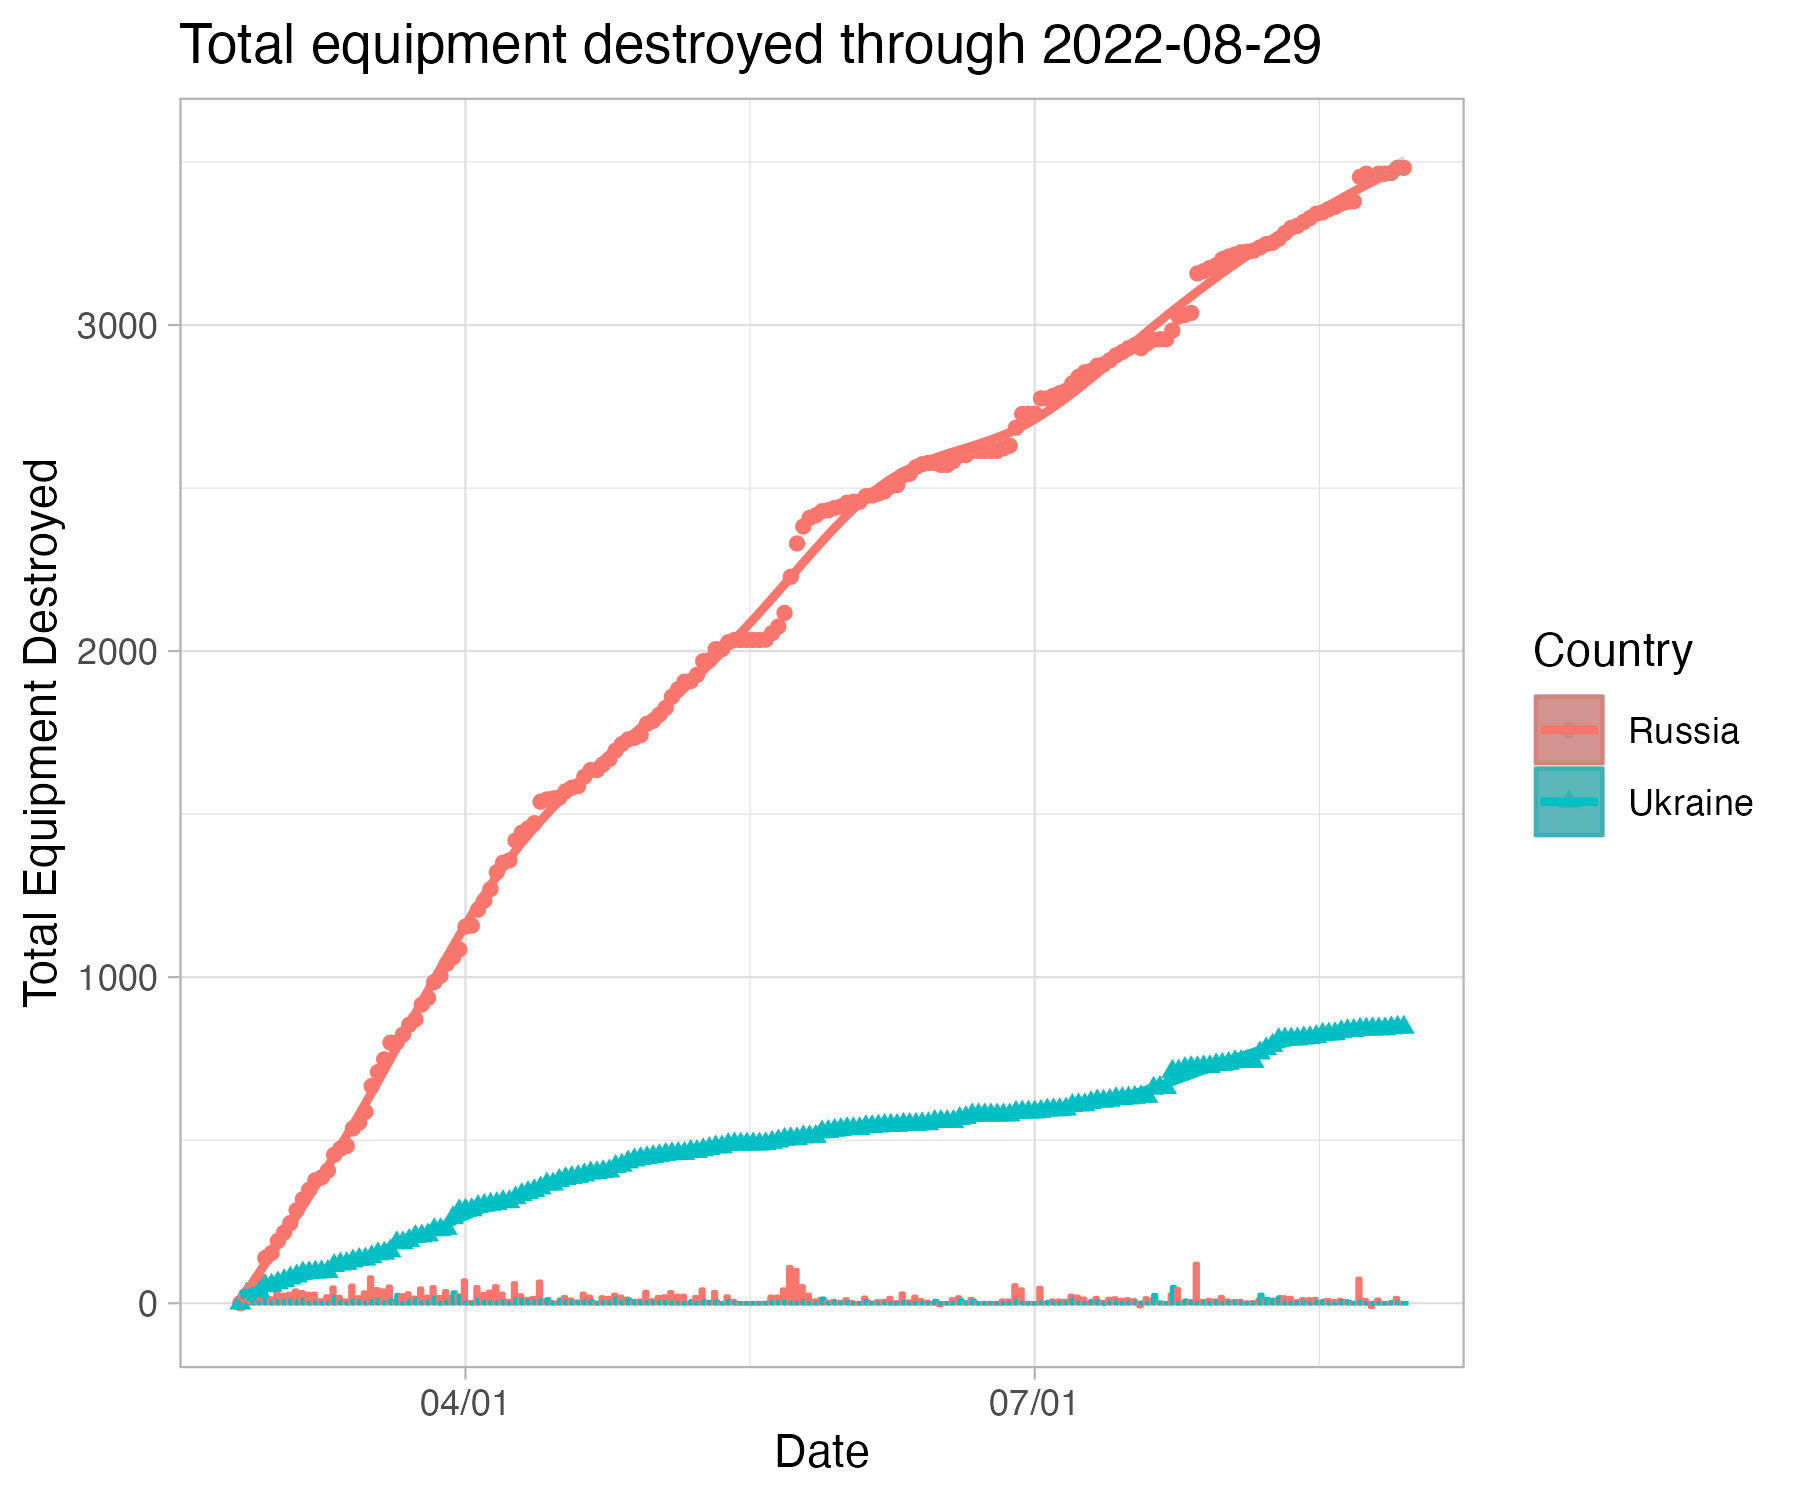 Total equipment destroyed through 2022-08-29
Total Equipment Destroyed
3000
2000
1000
0
04/01
07/01
Date
Country
Russia
Ukraine